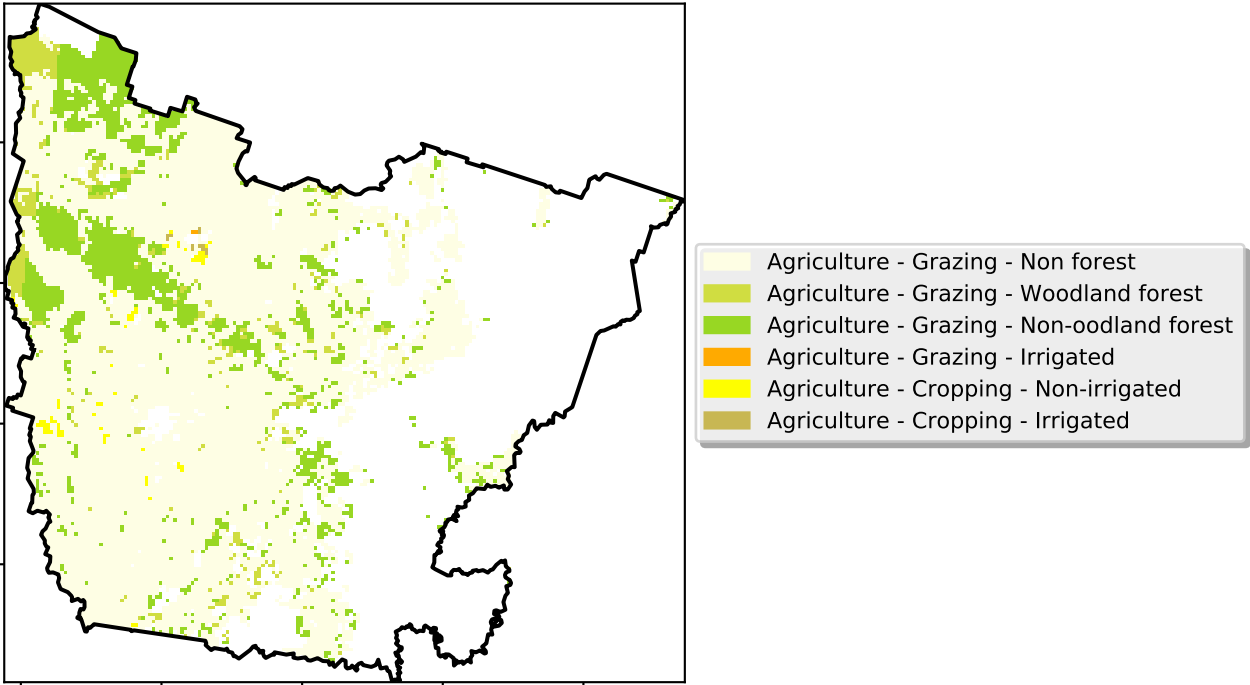 Agriculture - Grazing - Non forest
Agriculture - Grazing - Woodland forest
Agriculture - Grazing - Non-oodland forest
Agriculture - Grazing - Irrigated
Agriculture - Cropping - Non-irrigated
Agriculture - Cropping - Irrigated